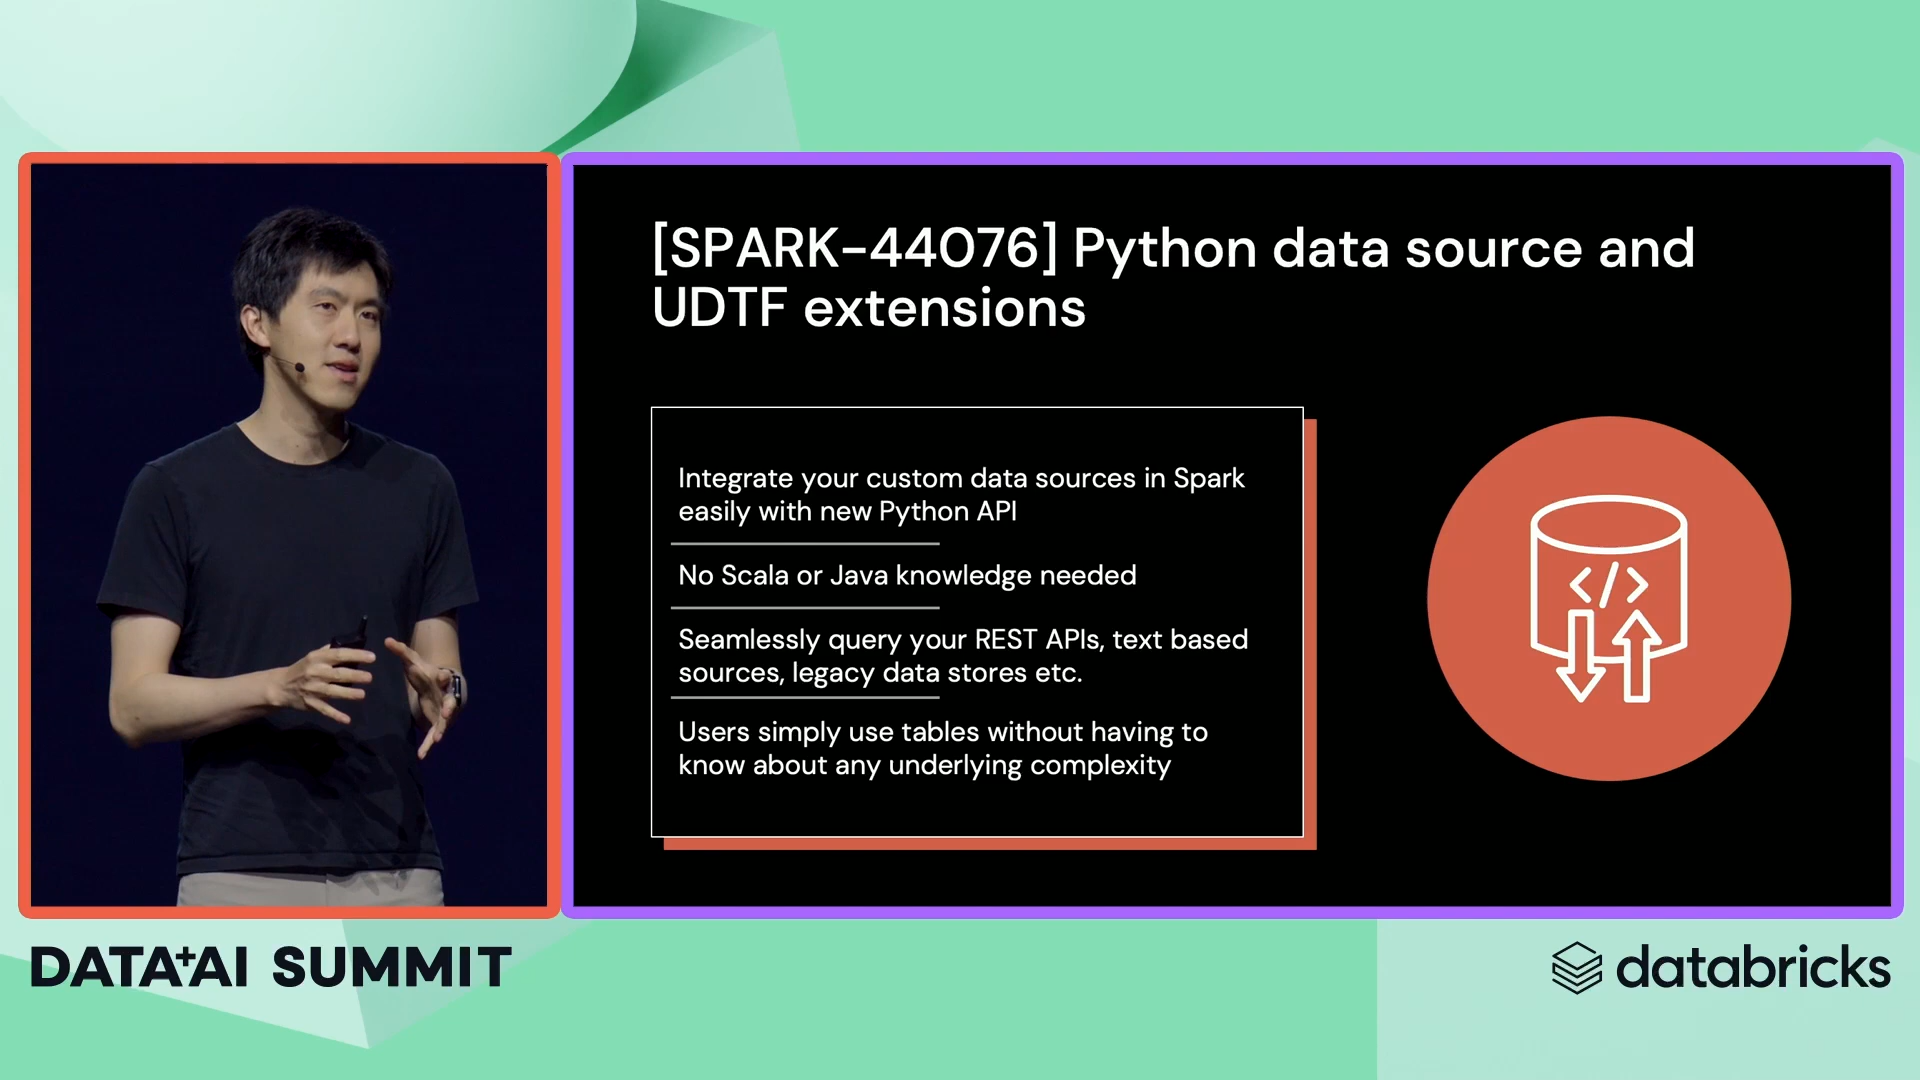 [SPARK-44076] Python data source and
UDTF extensions
Integrate your custom data sources in Spark
easily with new Python API
No Scala or Java knowledge needed
Seamlessly query your REST APIs, text based
sources, legacy data stores etc.
Users simply use tables without having to
know about any underlying complexity
</>
DATA+AI SUMMIT
databricks